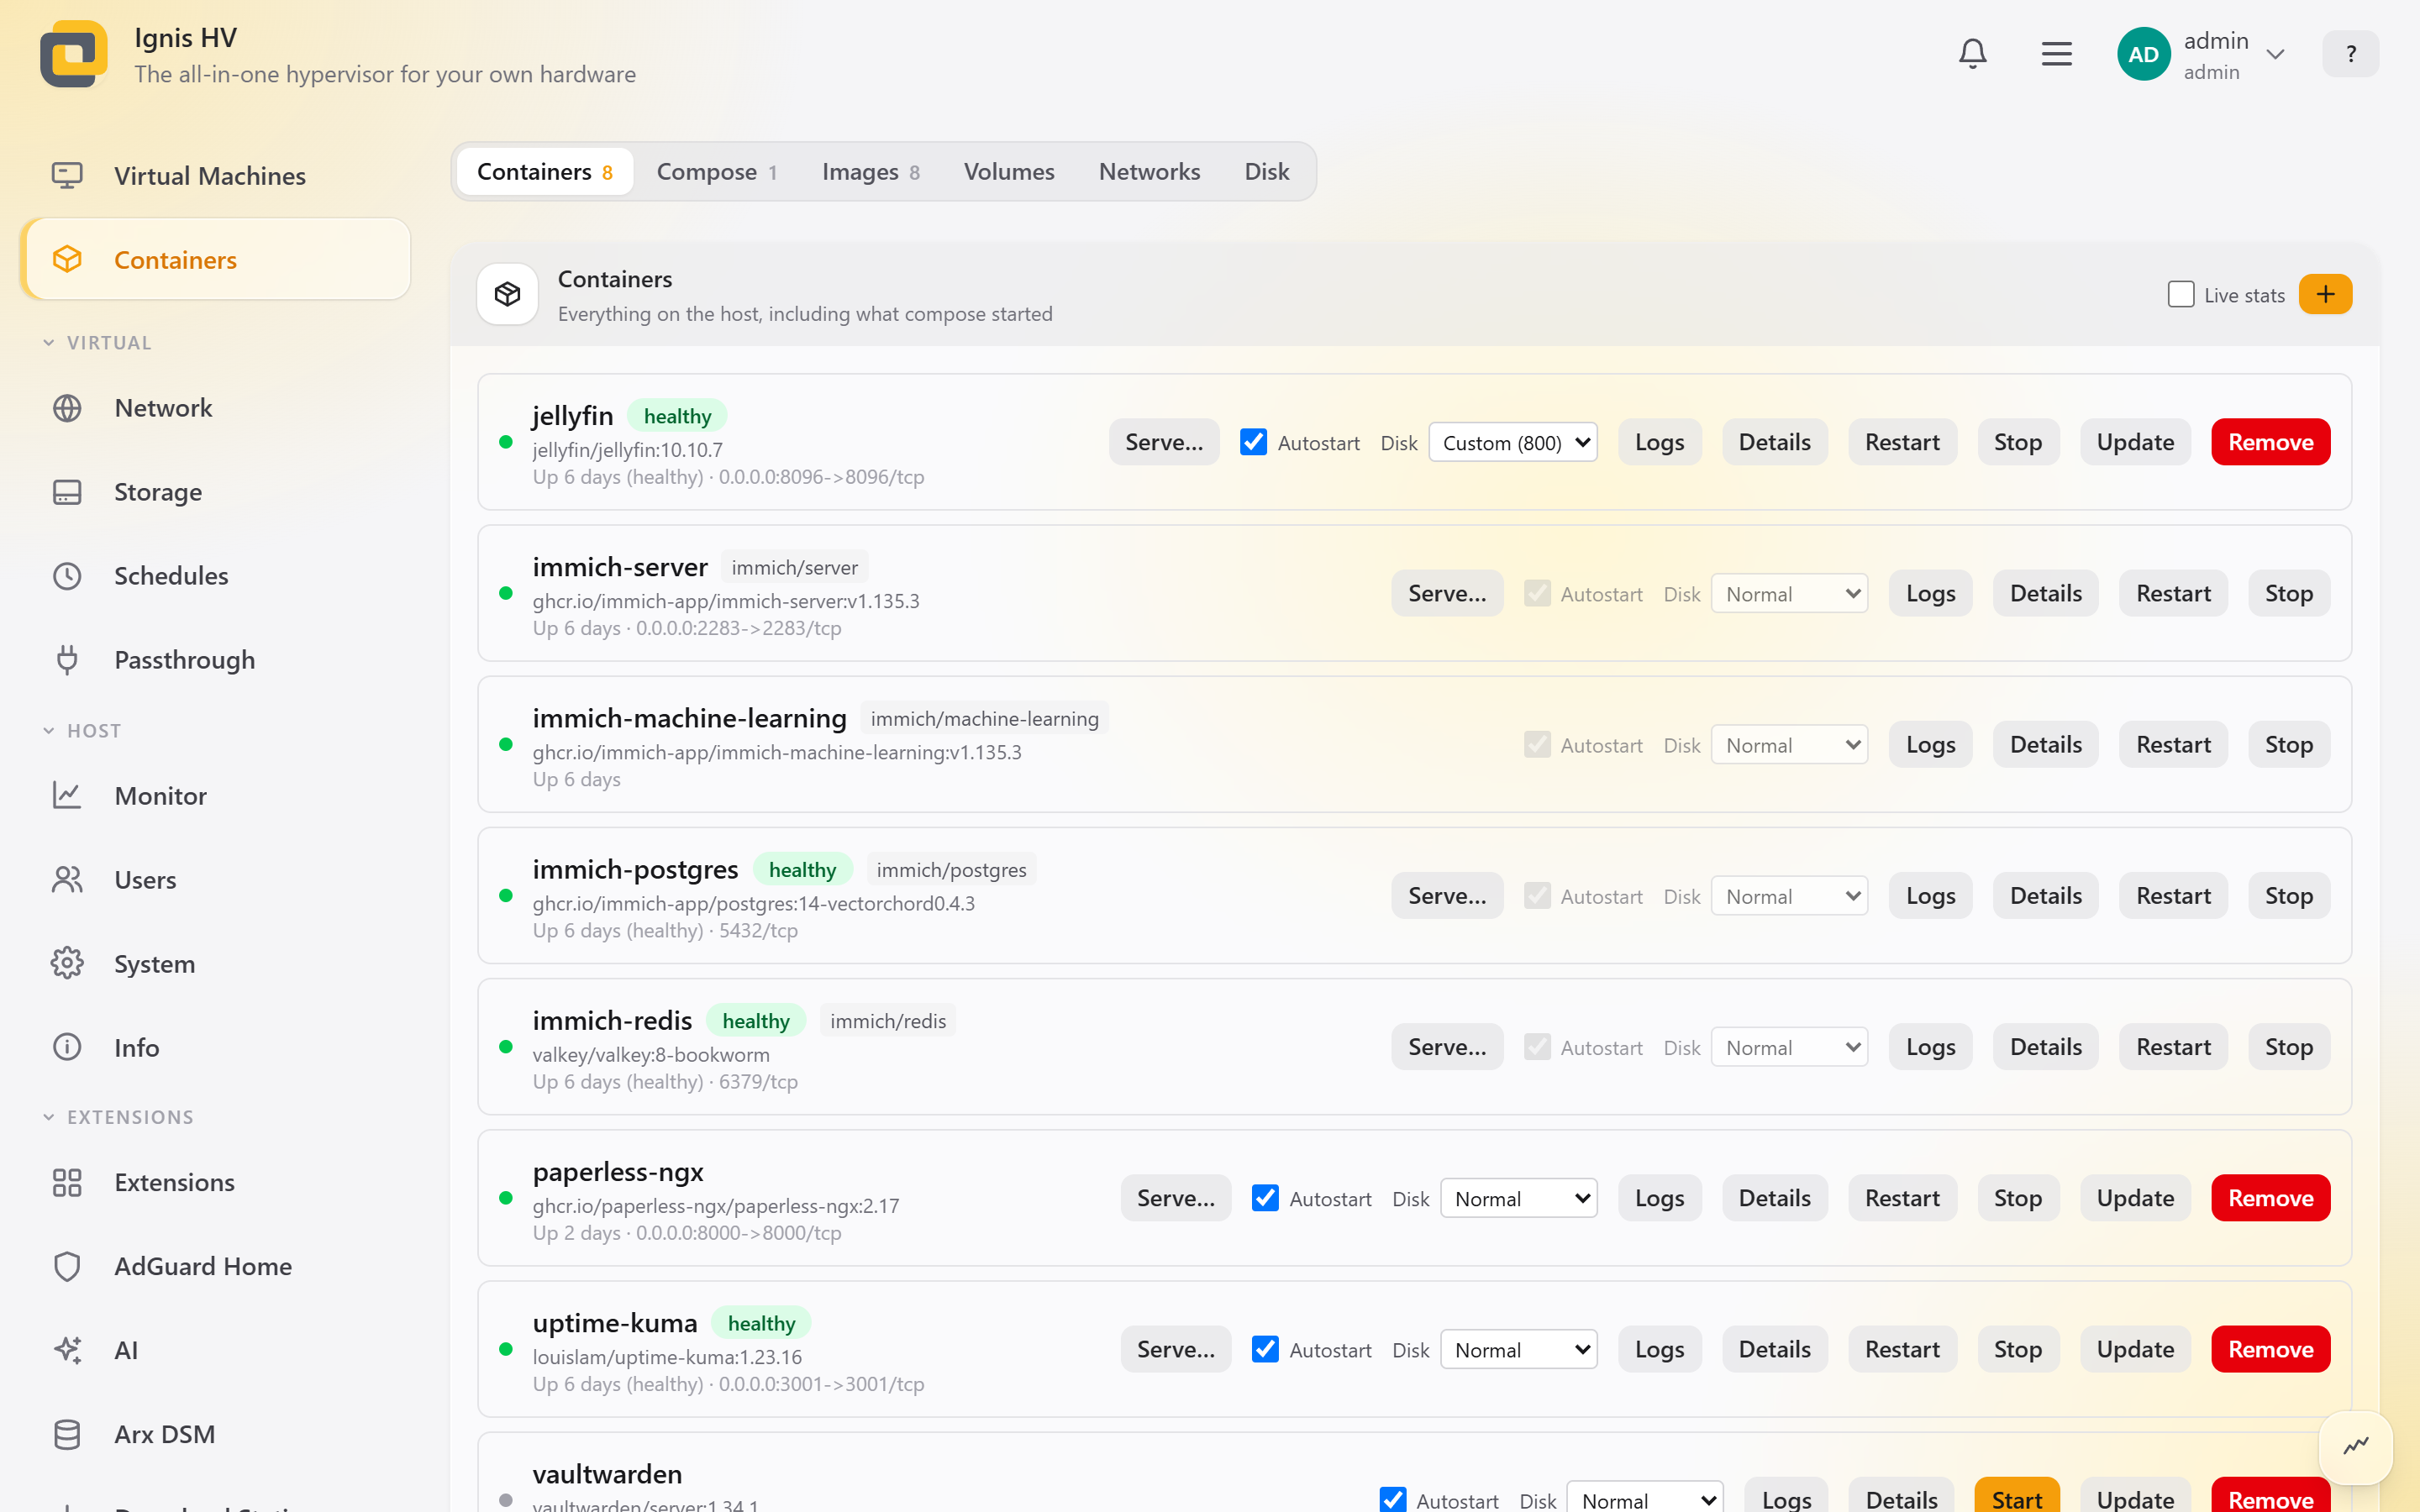 Ignis HV
The all-in-one hypervisor for your own hardware
AD
admin
admin
?
Virtual Machines
Containers
VIRTUAL
Network
Storage
Schedules
Passthrough
HOST
Monitor
Users
System
Info
EXTENSIONS
Extensions
AdGuard Home
AI
Arx DSM
Containers 8 Compose 1 Images 8 Volumes Networks Disk
Containers
Everything on the host, including what compose started
Live stats
jellyfin healthy
jellyfin/jellyfin:10.10.7
Up 6 days (healthy) · 0.0.0.0:8096->8096/tcp
Serve... Autostart Disk Custom (800) Logs Details Restart Stop Update Remove
immich-server immich/server
ghcr.io/immich-app/immich-server:v1.135.3
Up 6 days · 0.0.0.0:2283->2283/tcp
Serve... Autostart Disk Normal Logs Details Restart Stop
immich-machine-learning immich/machine-learning
ghcr.io/immich-app/immich-machine-learning:v1.135.3
Up 6 days
Autostart Disk Normal Logs Details Restart Stop
immich-postgres healthy immich/postgres
ghcr.io/immich-app/postgres:14-vectorchord0.4.3
Up 6 days (healthy) · 5432/tcp
Serve... Autostart Disk Normal Logs Details Restart Stop
immich-redis healthy immich/redis
valkey/valkey:8-bookworm
Up 6 days (healthy) · 6379/tcp
Serve... Autostart Disk Normal Logs Details Restart Stop
paperless-ngx
ghcr.io/paperless-ngx/paperless-ngx:2.17
Up 2 days · 0.0.0.0:8000->8000/tcp
Serve... Autostart Disk Normal Logs Details Restart Stop Update Remove
uptime-kuma healthy
louislam/uptime-kuma:1.23.16
Up 6 days (healthy) · 0.0.0.0:3001->3001/tcp
Serve... Autostart Disk Normal Logs Details Restart Stop Update Remove
vaultwarden
vaultwarden/server:1.34.1
Autostart Disk Normal Logs Details Start Update Remove